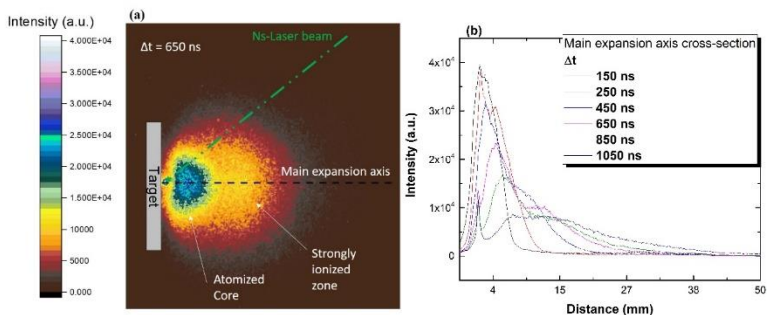 Intensity (a.u.)
4.000E+04
3.500E+04
3.000E+04
2.500E+04
2.000E+04
1.500E+04
10000
5000
0.000
(a)
Δt = 650 ns
Ns-Laser beam
Target
Main expansion axis
Strongly
ionized
zone
Atomized
Core
(b)
Main expansion axis cross-section
Δt
150 ns
250 ns
450 ns
650 ns
850 ns
1050 ns
Intensity (a.u.)
4x10⁴
3x10⁴
2x10⁴
1x10⁴
0
4
15
27
38
50
Distance (mm)